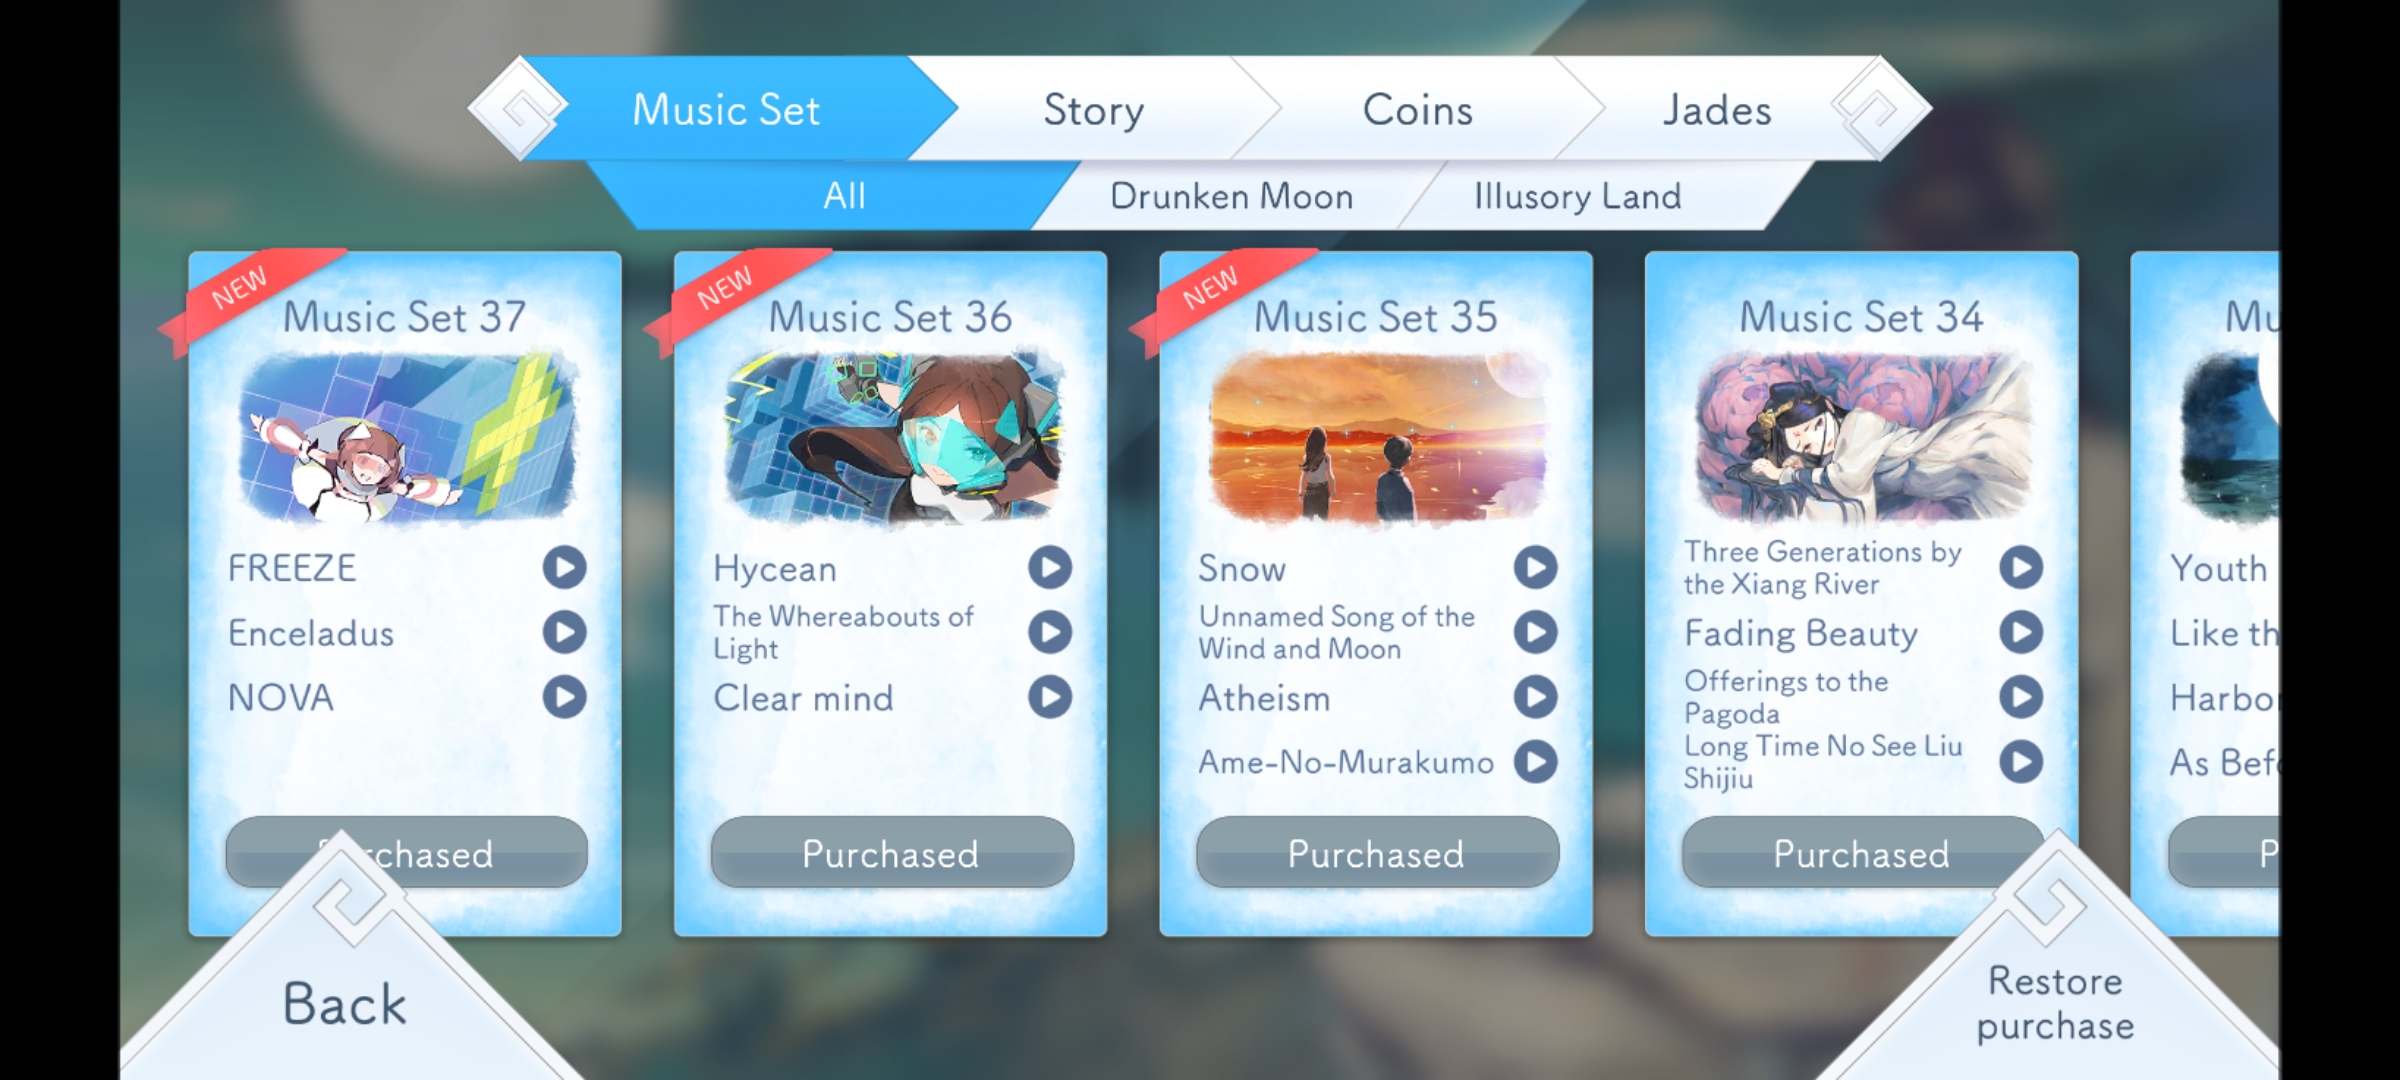 Music Set
Story
Coins
Jades
All
Drunken Moon
Illusory Land
NEW
Music Set 37
FREEZE
Enceladus
NOVA
NEW
Music Set 36
Hycean
The Whereabouts of
Light
Clear mind
Purchased
NEW
Music Set 35
Snow
Unnamed Song of the
Wind and Moon
Atheism
Ame-No-Murakumo
Purchased
Music Set 34
Three Generations by
the Xiang River
Fading Beauty
Offerings to the
Pagoda
Long Time No See Liu
Shijiu
Purchased
Youth
Like
As
Back
Restore
purchase